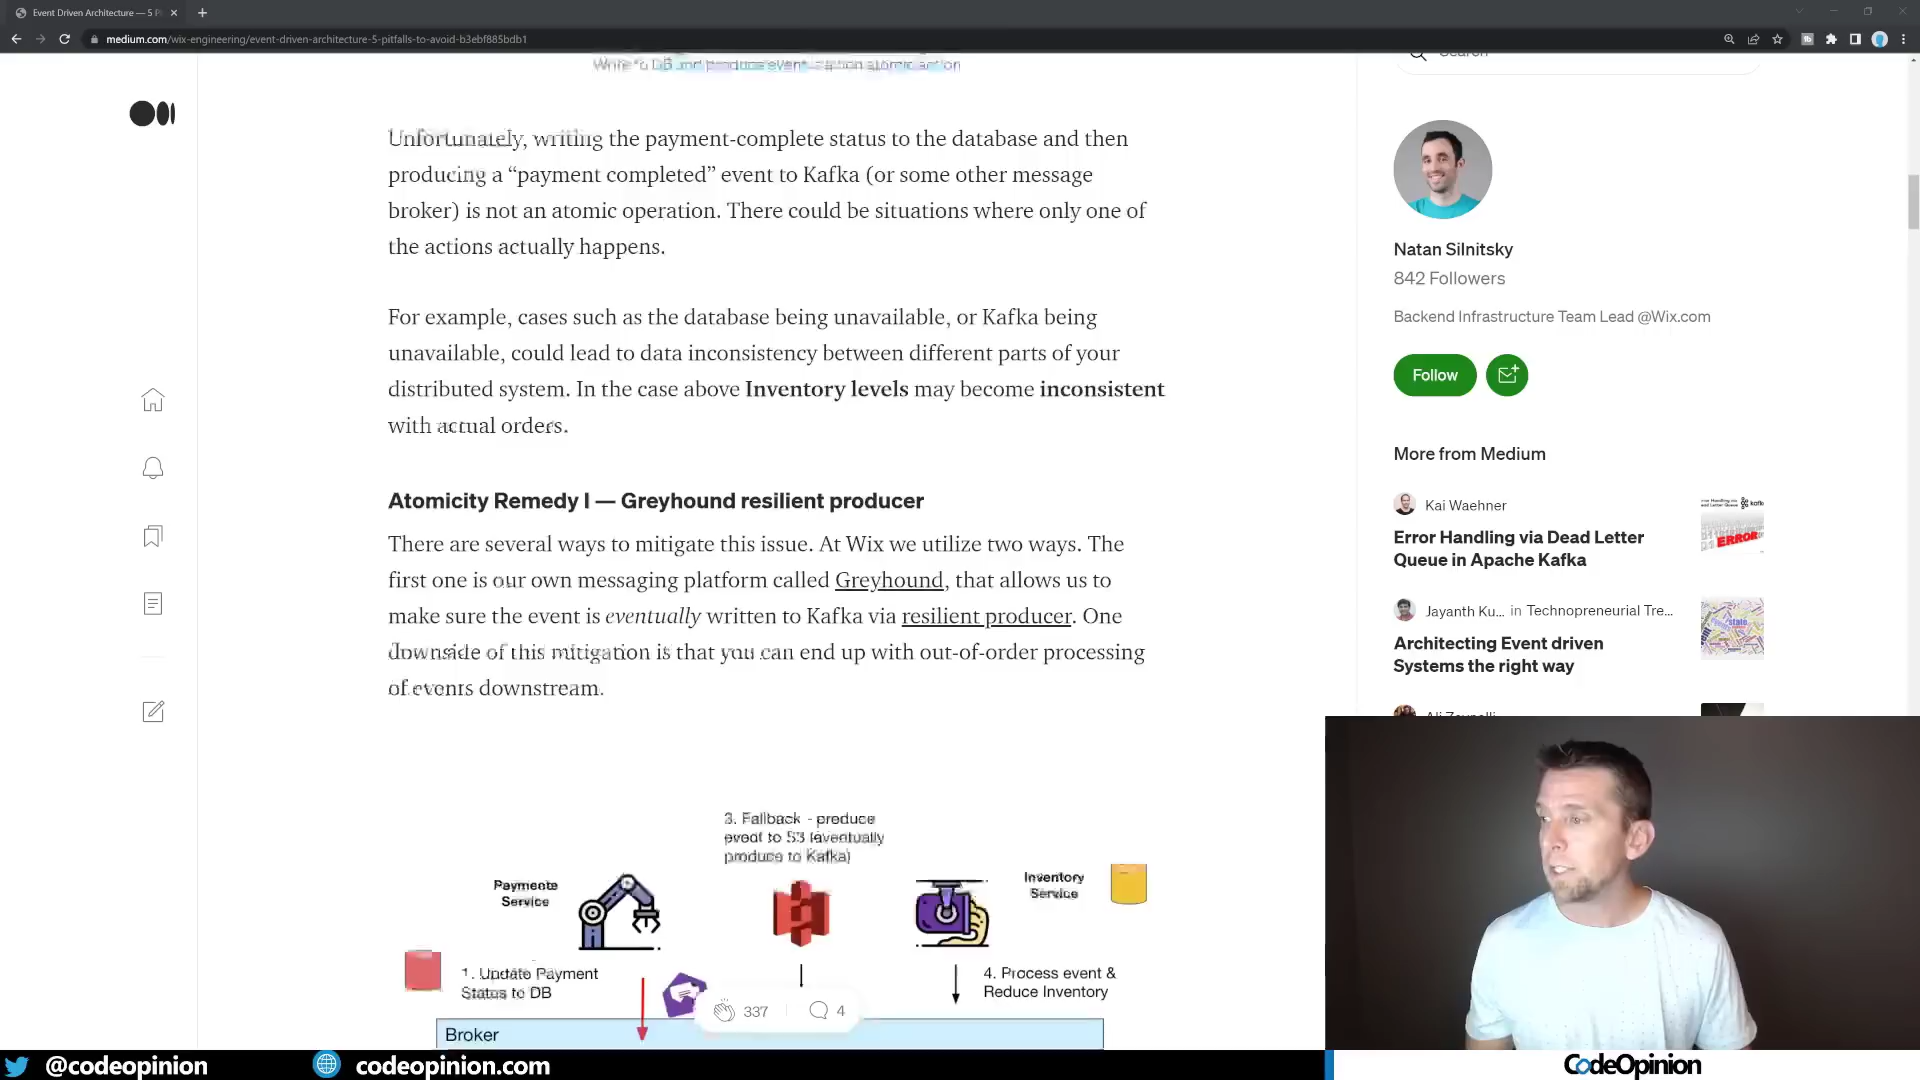 Event Driven Architecture — 5 P
medium.com/wix-engineering/event-driven-architecture-5-pitfalls-to-avoid-b3ebf885bdb1
Write to DB and produce event
atomic action
Search
Unfortunately, writing the payment-complete status to the database and then
producing a “payment completed” event to Kafka (or some other message
broker) is not an atomic operation. There could be situations where only one of
the actions actually happens.
For example, cases such as the database being unavailable, or Kafka being
unavailable, could lead to data inconsistency between different parts of your
distributed system. In the case above Inventory levels may become inconsistent
with actual orders.
Atomicity Remedy I — Greyhound resilient producer
There are several ways to mitigate this issue. At Wix we utilize two ways. The
first one is our own messaging platform called Greyhound, that allows us to
make sure the event is eventually written to Kafka via resilient producer. One
downside of this mitigation is that you can end up with out-of-order processing
of events downstream.
3. Fallback - produce
event to S3 (eventually
produce to Kafka)
Payments
Service
Inventory
Service
1. Update Payment
Status to DB
4. Process event &
Reduce Inventory
337
4
Broker
Natan Silnitsky
842 Followers
Backend Infrastructure Team Lead @Wix.com
Follow
More from Medium
Kai Waehner
Error Handling via Dead Letter
Queue in Apache Kafka
ERROR
Jayanth Ku... in Technopreneurial Tre...
Architecting Event driven
Systems the right way
state
@codeopinion
codeopinion.com
CodeOpinion